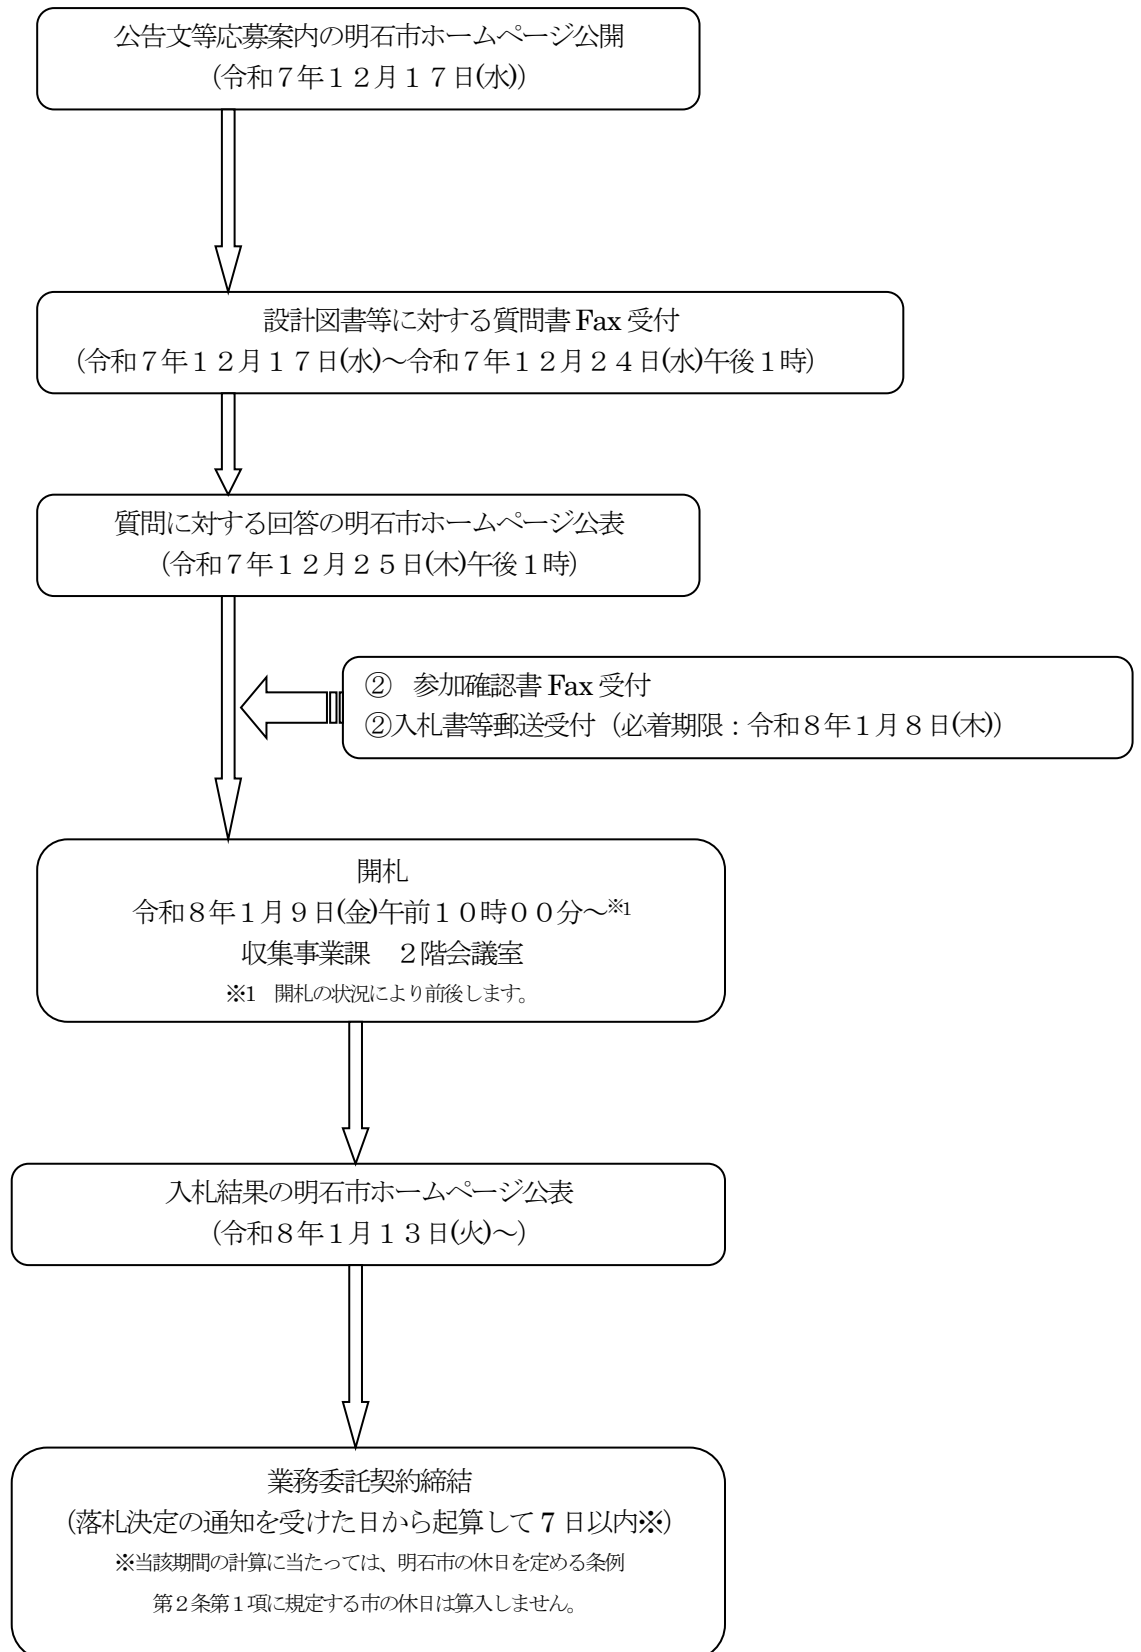 公告文等応募案内の明石市ホームページ公開
（令和７年１２月１７日(水)）
設計図書等に対する質問書 Fax 受付
（令和７年１２月１７日(水)～令和７年１２月２４日(水)午後１時）
質問に対する回答の明石市ホームページ公表
（令和７年１２月２５日(木)午後１時）
②　参加確認書 Fax 受付
②入札書等郵送受付（必着期限：令和８年１月８日(木)）
開札
令和８年１月９日(金)午前１０時００分～※1
収集事業課　２階会議室
※1　開札の状況により前後します。
入札結果の明石市ホームページ公表
（令和８年１月１３日(火)～）
業務委託契約締結
（落札決定の通知を受けた日から起算して 7 日以内※）
※当該期間の計算に当たっては、明石市の休日を定める条例
第２条第１項に規定する市の休日は算入しません。